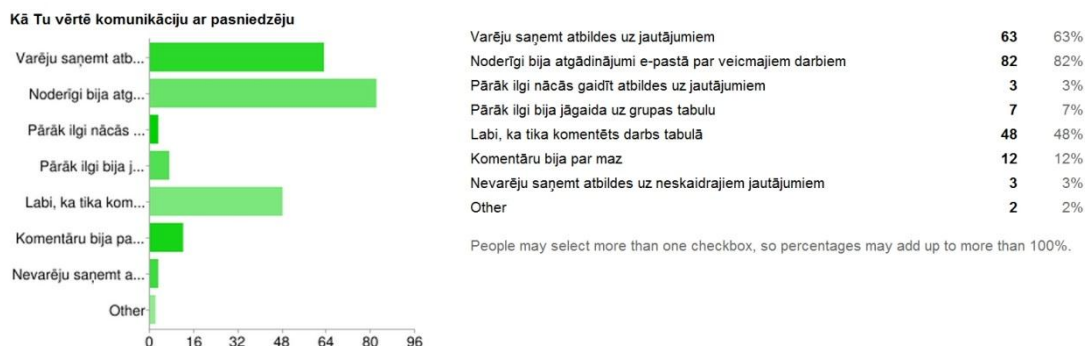 Kā Tu vērtē komunikāciju ar pasniedzēju
Varēju saņemt atb...
Noderīgi bija atg...
Pārāk ilgi nācās ...
Pārāk ilgi bija j...
Labi, ka tika kom...
Komentāru bija pa...
Nevarēju saņemt a...
Other
0 16 32 48 64 80 96
Varēju saņemt atbildes uz jautājumiem 63 63%
Noderīgi bija atgādinājumi e-pastā par veicmajiem darbiem 82 82%
Pārāk ilgi nācās gaidīt atbildes uz jautājumiem 3 3%
Pārāk ilgi bija jāgaida uz grupas tabulu 7 7%
Labi, ka tika komentēts darbs tabulā 48 48%
Komentāru bija par maz 12 12%
Nevarēju saņemt atbildes uz neskaidrajiem jautājumiem 3 3%
Other 2 2%
People may select more than one checkbox, so percentages may add up to more than 100%.